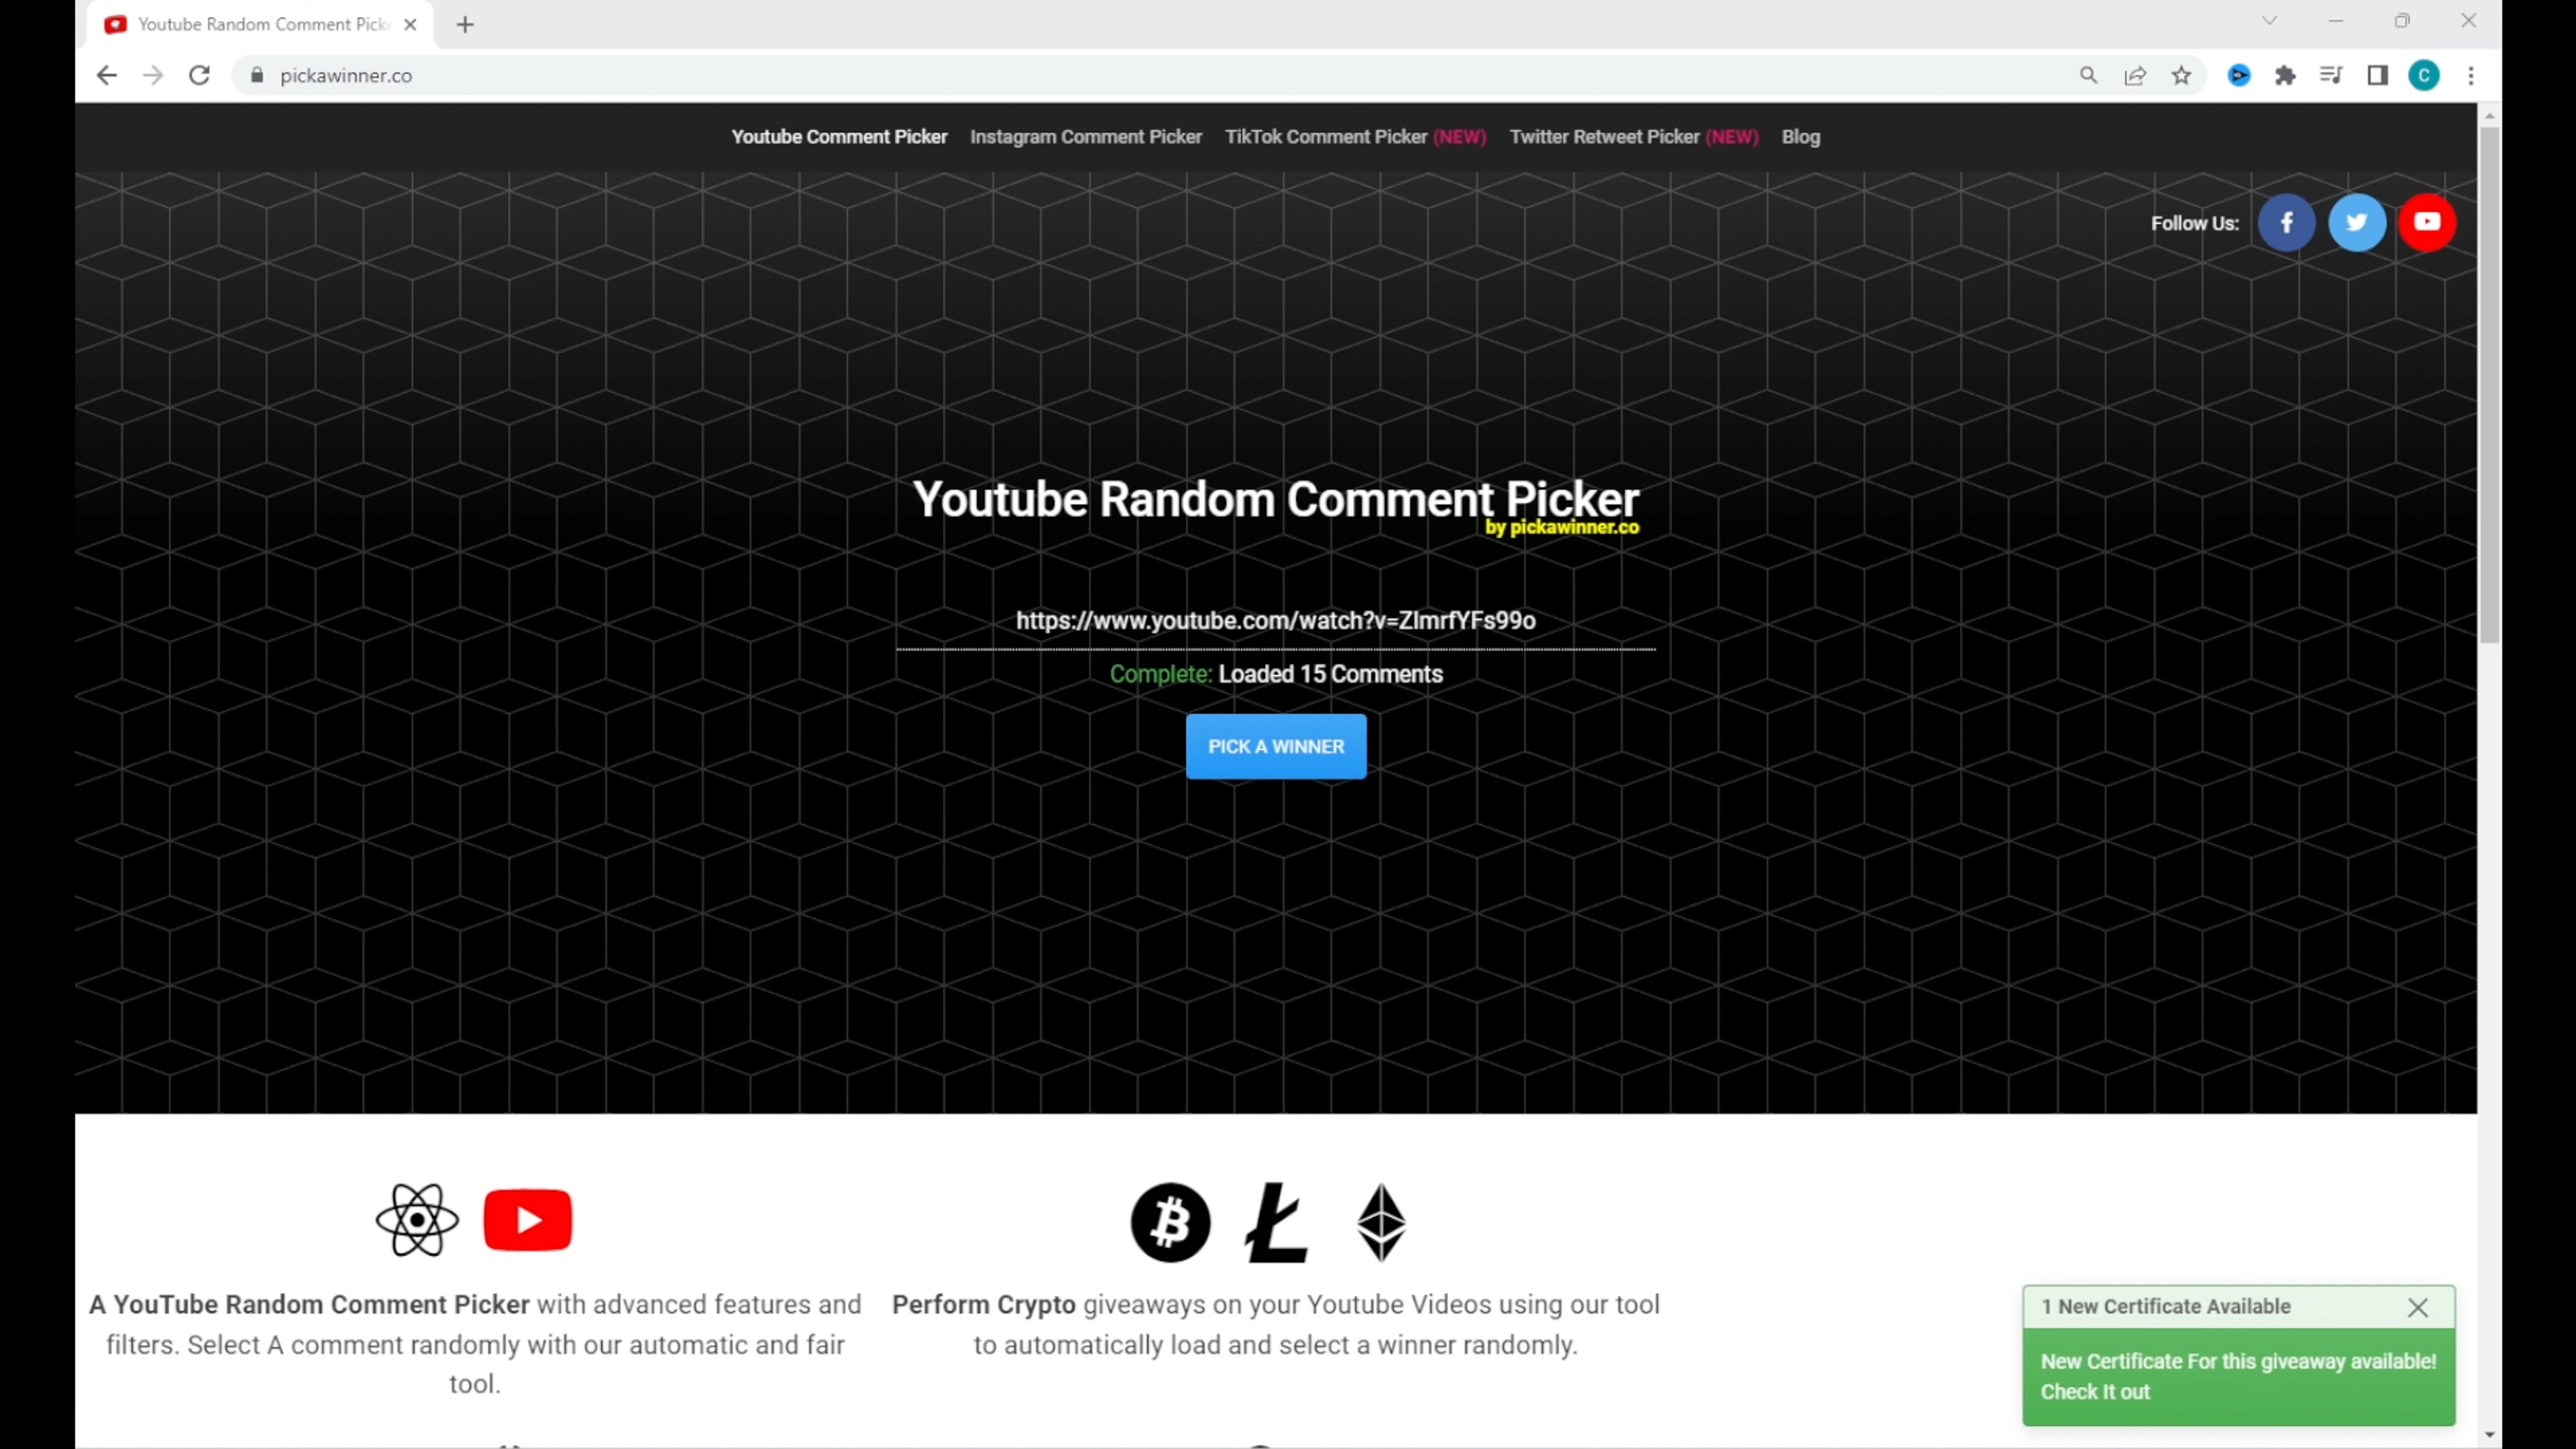 Youtube Random Comment Picke
pickawinner.co
C
Youtube Comment Picker Instagram Comment Picker TikTok Comment Picker (NEW) Twitter Retweet Picker (NEW) Blog
Follow Us:
Youtube Random Comment Picker
by pickawinner.co
https://www.youtube.com/watch?v=ZlmrfYFs99o
Complete: Loaded 15 Comments
PICK A WINNER
A YouTube Random Comment Picker with advanced features and
filters. Select A comment randomly with our automatic and fair
tool.
Perform Crypto giveaways on your Youtube Videos using our tool
to automatically load and select a winner randomly.
1 New Certificate Available
New Certificate For this giveaway available!
Check It out